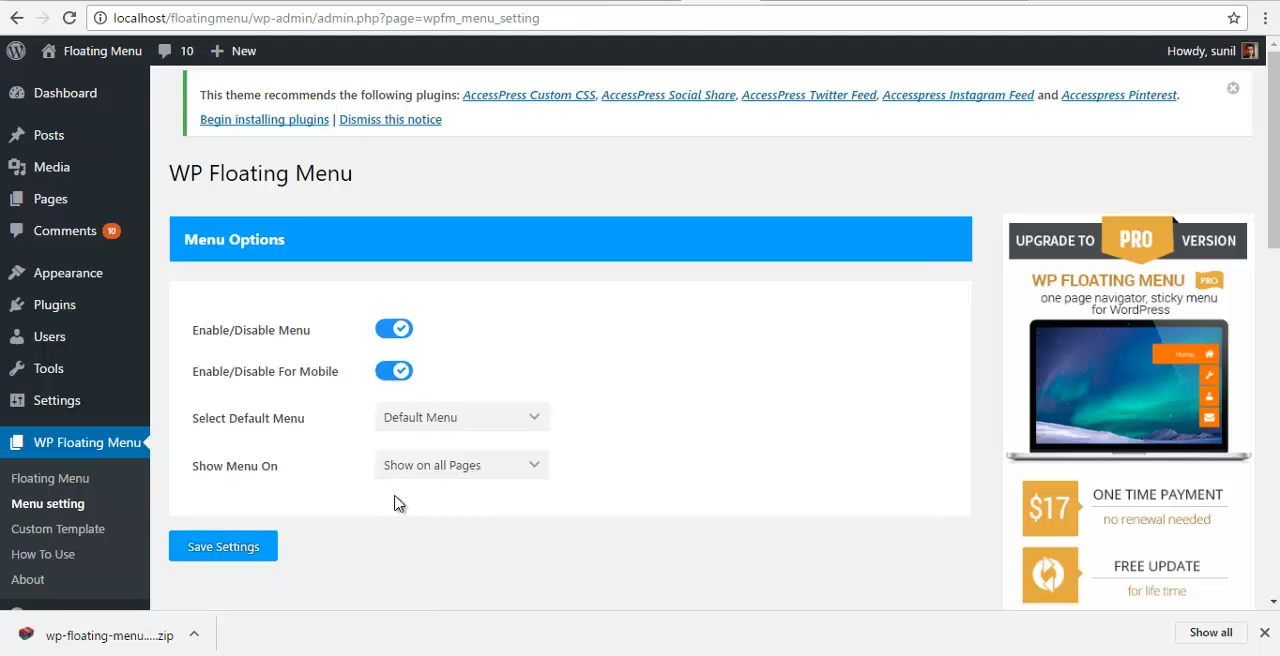 localhost/floatingmenu/wp-admin/admin.php?page=wpfm_menu_setting
Floating Menu 10 New Howdy, sunil
Dashboard
Posts
Media
Pages
Comments 10
Appearance
Plugins
Users
Tools
Settings
WP Floating Menu
Floating Menu
Menu setting
Custom Template
How To Use
About
This theme recommends the following plugins: AccessPress Custom CSS, AccessPress Social Share, AccessPress Twitter Feed, Accesspress Instagram Feed and Accesspress Pinterest.
Begin installing plugins | Dismiss this notice
WP Floating Menu
Menu Options
Enable/Disable Menu
Enable/Disable For Mobile
Select Default Menu Default Menu
Show Menu On Show on all Pages
Save Settings
UPGRADE TO PRO VERSION
WP FLOATING MENU PRO
one page navigator, sticky menu
for WordPress
Home
$17 ONE TIME PAYMENT
no renewal needed
FREE UPDATE
for life time
wp-floating-menu....zip
Show all